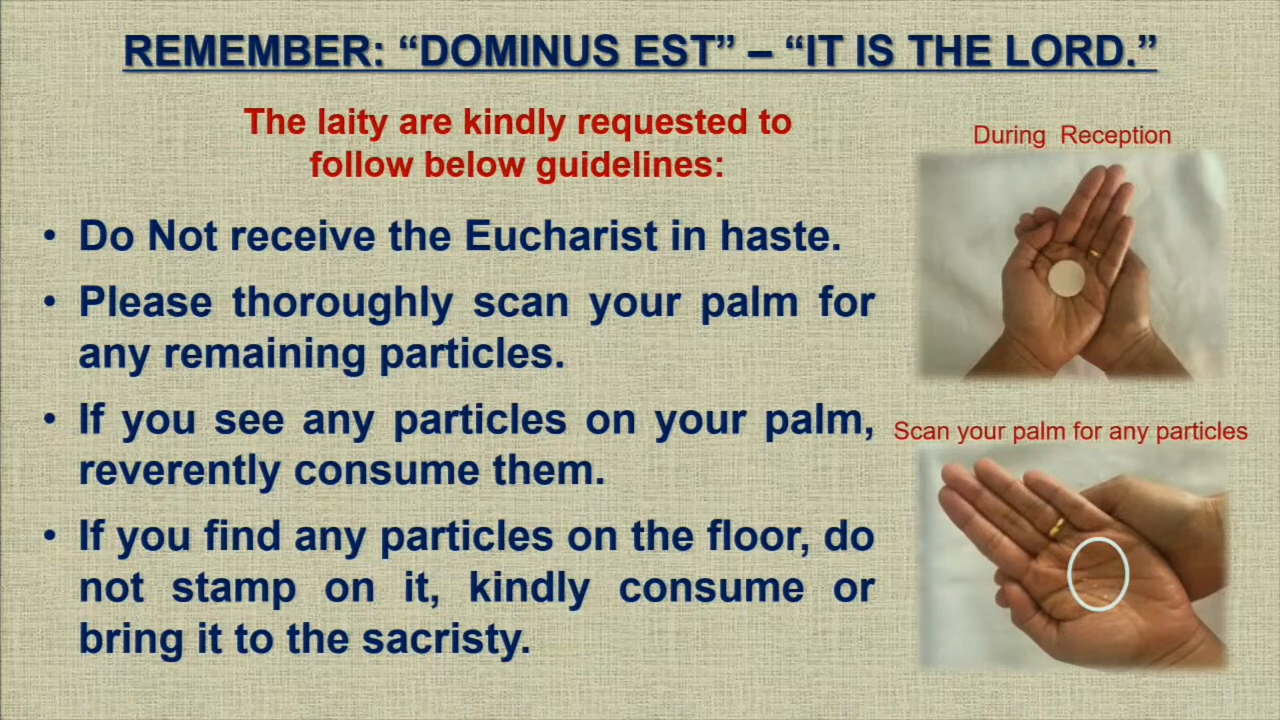 REMEMBER: “DOMINUS EST” – “IT IS THE LORD.”
The laity are kindly requested to
follow below guidelines:
• Do Not receive the Eucharist in haste.
• Please thoroughly scan your palm for
any remaining particles.
• If you see any particles on your palm,
reverently consume them.
• If you find any particles on the floor, do
not stamp on it, kindly consume or
bring it to the sacristy.
During Reception
Scan your palm for any particles